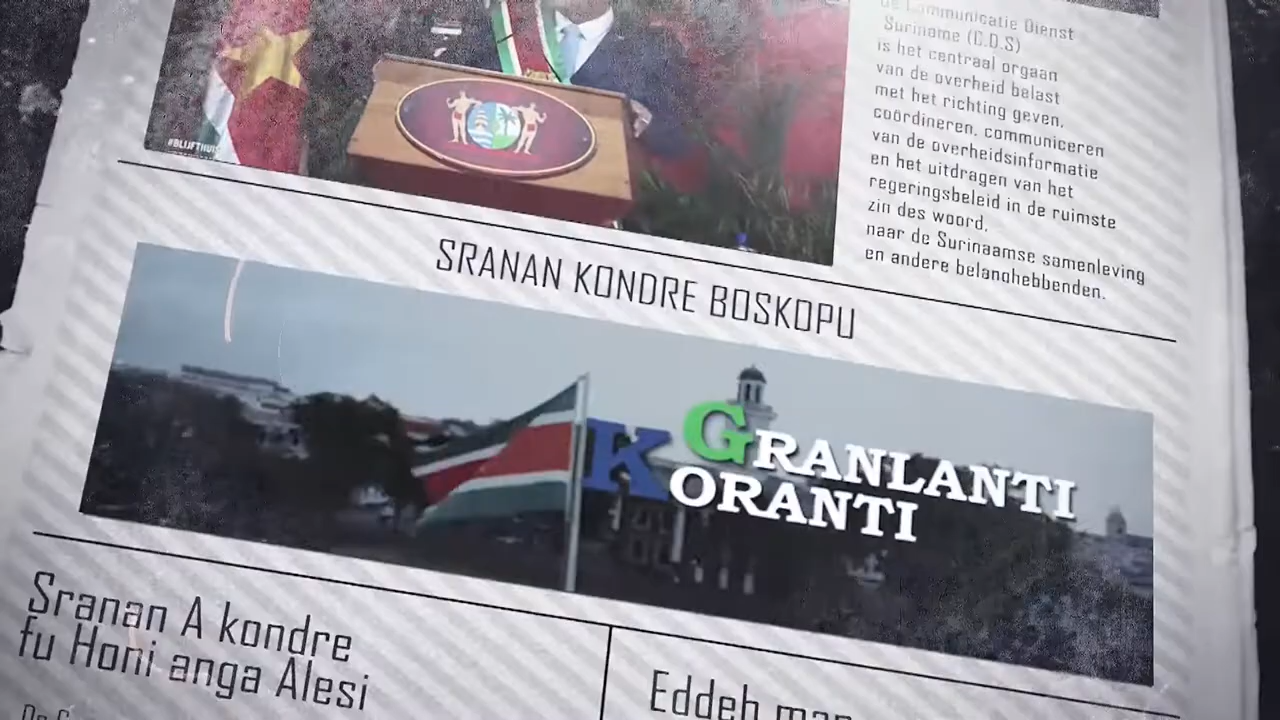 #BLIJFTHUIS
de Communicatie Dienst
Suriname (C.D.S)
is het centraal orgaan
van de overheid belast
met het richting geven,
coördineren, communiceren
van de overheidsinformatie
en het uitdragen van het
regeringsbeleid in de ruimste
zin des woord,
naar de Surinaamse samenleving
en andere belanghebbenden.
SRANAN KONDRE BOSKOPU
GRANLANTI
KORANTI
Sranan A kondre
fu Honi anga Alesi
Eddeh man